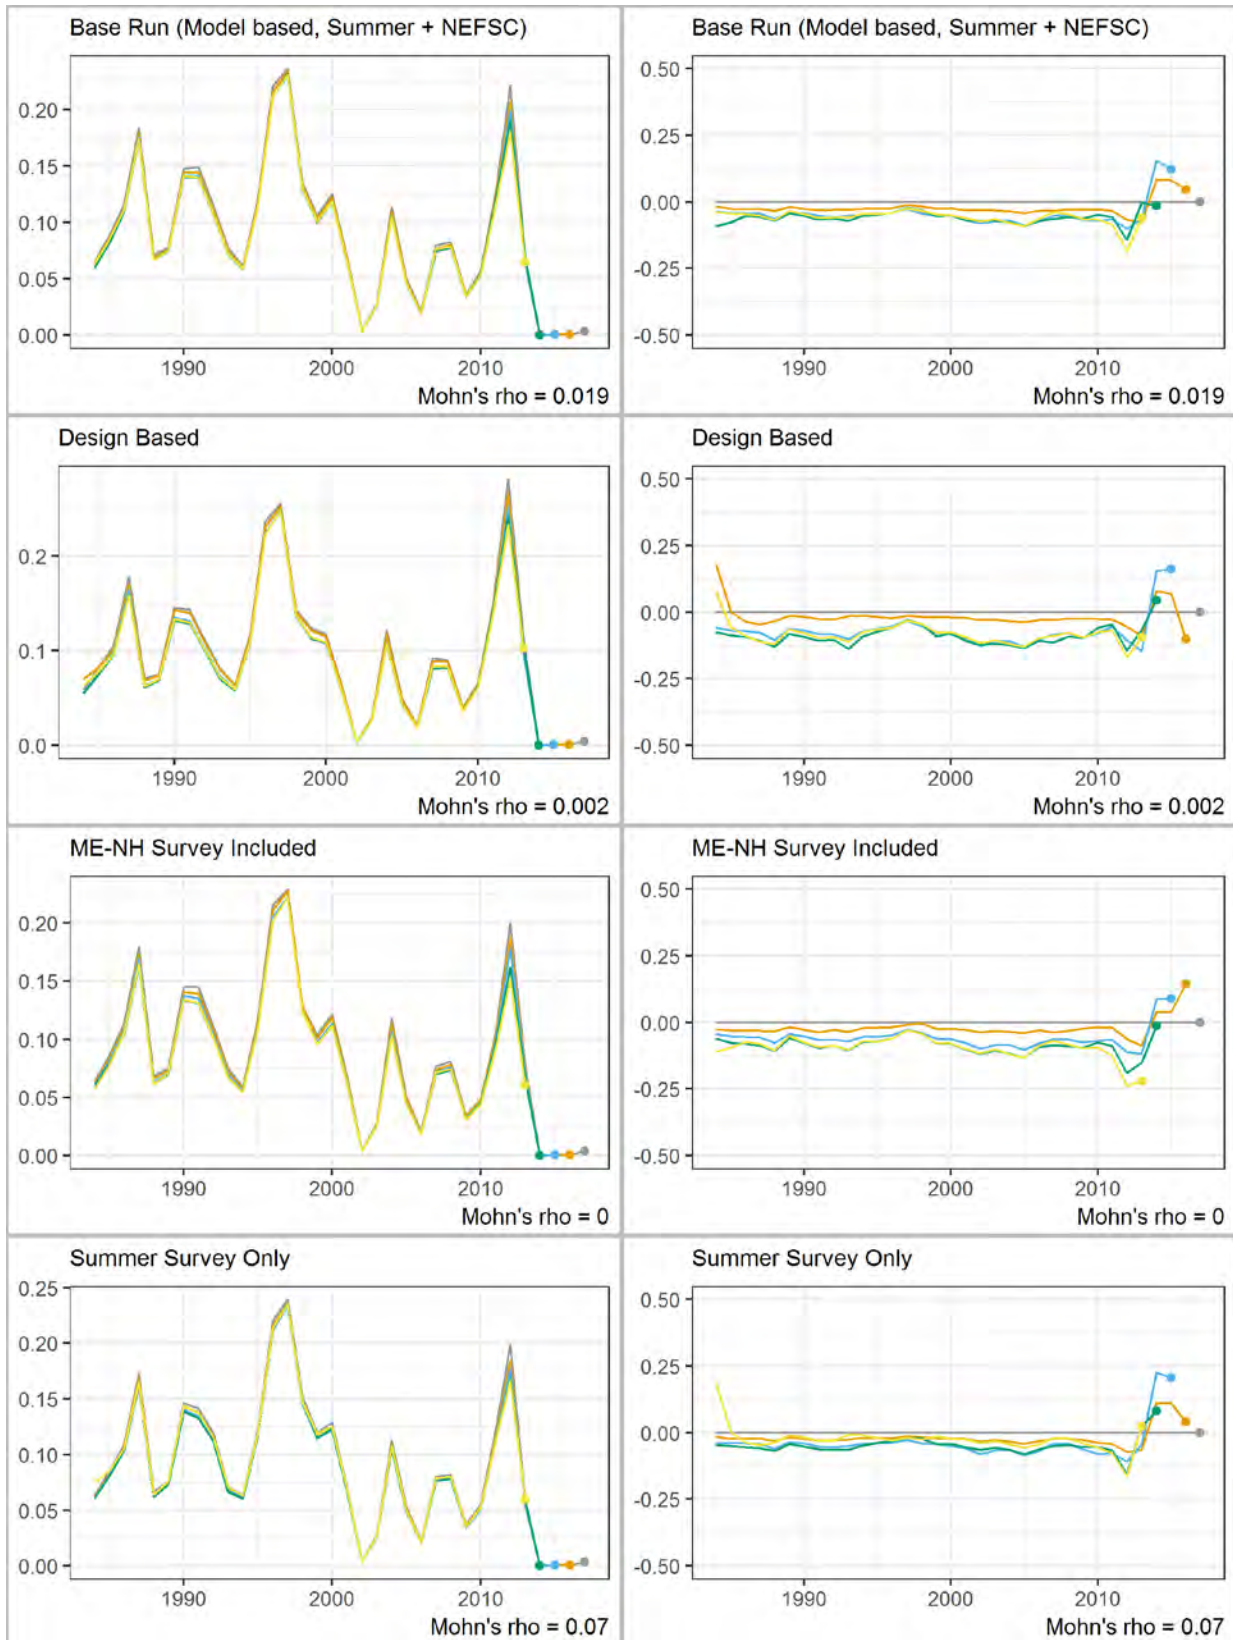 Base Run (Model based, Summer + NEFSC)
0.20
0.15
0.10
0.05
0.00
1990 2000 2010
Mohn's rho = 0.019
Base Run (Model based, Summer + NEFSC)
0.50
0.25
0.00
-0.25
-0.50
1990 2000 2010
Mohn's rho = 0.019
Design Based
0.2
0.1
0.0
1990 2000 2010
Mohn's rho = 0.002
Design Based
0.50
0.25
0.00
-0.25
-0.50
1990 2000 2010
Mohn's rho = 0.002
ME-NH Survey Included
0.20
0.15
0.10
0.05
0.00
1990 2000 2010
Mohn's rho = 0
ME-NH Survey Included
0.50
0.25
0.00
-0.25
-0.50
1990 2000 2010
Mohn's rho = 0
Summer Survey Only
0.25
0.20
0.15
0.10
0.05
0.00
1990 2000 2010
Mohn's rho = 0.07
Summer Survey Only
0.50
0.25
0.00
-0.25
-0.50
1990 2000 2010
Mohn's rho = 0.07